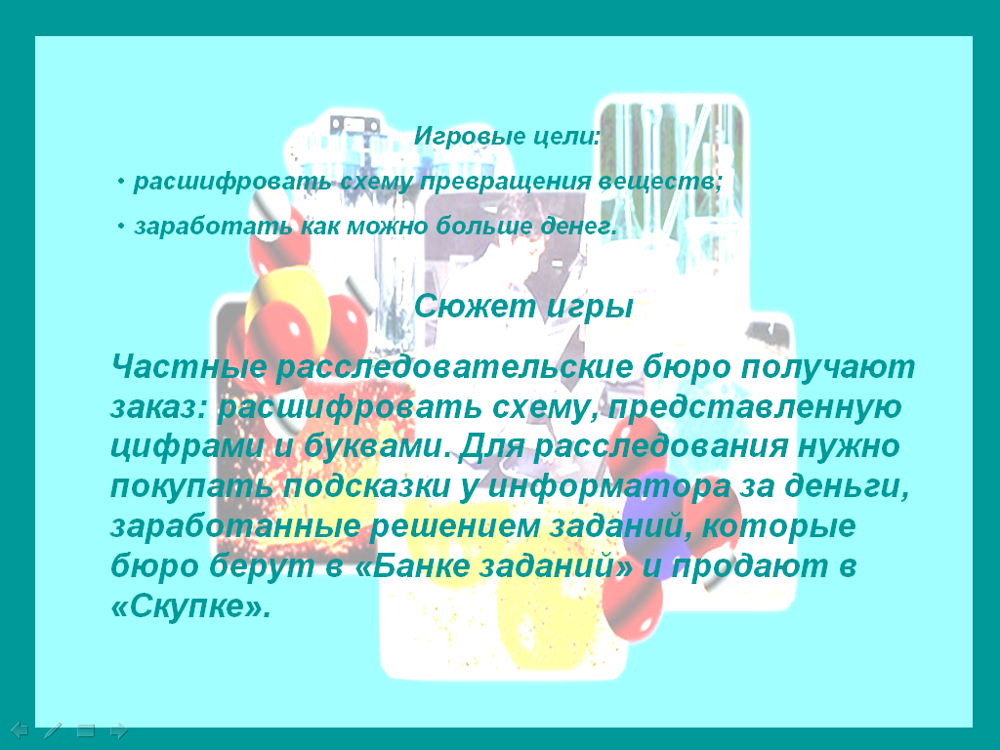 Игровые цели:
• расшифровать схему превращения веществ;
• заработать как можно больше денег.
Сюжет игры
Частные расследовательские бюро получают
заказ: расшифровать схему, представленную
цифрами и буквами. Для расследования нужно
покупать подсказки у информатора за деньги,
заработанные решением заданий, которые
бюро берут в «Банке заданий» и продают в
«Скупке».